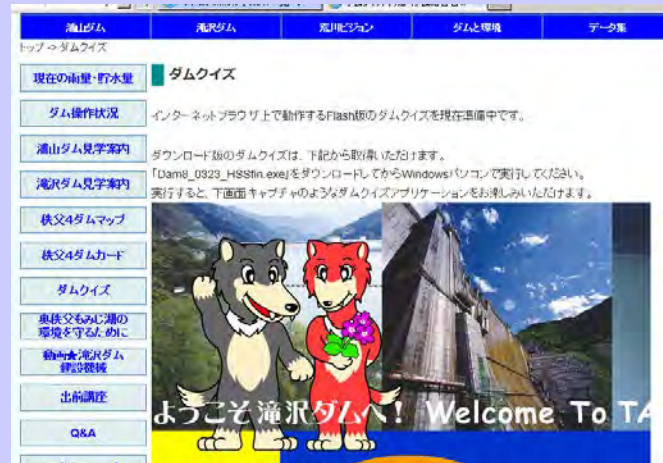 浦山ダム 滝沢ダム 荒川ビジョン ダムと環境 データ集
トップ -> ダムクイズ
現在の雨量・貯水量
ダム操作状況
浦山ダム見学案内
滝沢ダム見学案内
秩父4ダムマップ
秩父4ダムカード
ダムクイズ
奥秩父もみじ湖の
環境を守るために
動画★滝沢ダム
建設機械
出前講座
Q&A
ダムクイズ
インターネットブラウザ上で動作するFlash版のダムクイズを現在準備中です。
ダウンロード版のダムクイズは、下記から取得いただけます。
「Dam8_0323_HSSfin.exe」をダウンロードしてからWindowsパソコンで実行してください。
実行すると、下画面キャプチャのようなダムクイズアプリケーションをお楽しみいただけます。
ようこそ滝沢ダムへ! Welcome To TA